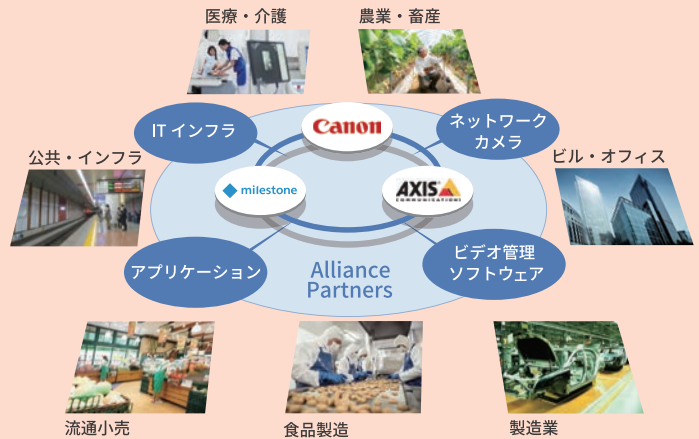 医療・介護
農業・畜産
IT インフラ
Canon
ネットワーク
カメラ
公共・インフラ
ビル・オフィス
milestone
AXIS
COMMUNICATIONS
アプリケーション
Alliance
Partners
ビデオ管理
ソフトウェア
流通小売
食品製造
製造業